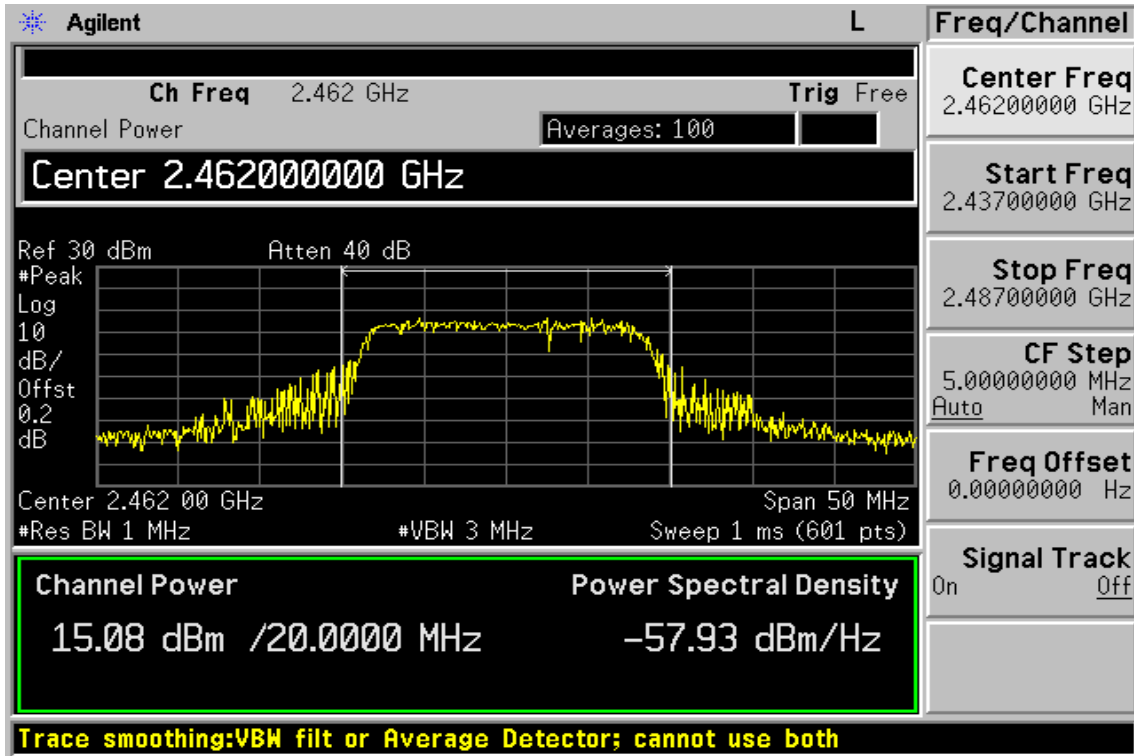 Agilent L
Freq/Channel
Ch Freq 2.462 GHz Trig Free
Channel Power Averages: 100
Center 2.462000000 GHz
Ref 30 dBm Atten 40 dB
#Peak
Log
10
dB/
Offst
0.2
dB
Center 2.462 00 GHz Span 50 MHz
#Res BW 1 MHz #VBW 3 MHz Sweep 1 ms (601 pts)
Channel Power Power Spectral Density
15.08 dBm /20.0000 MHz -57.93 dBm/Hz
Trace smoothing:VBW filt or Average Detector; cannot use both
Center Freq
2.46200000 GHz
Start Freq
2.43700000 GHz
Stop Freq
2.48700000 GHz
CF Step
5.00000000 MHz
Auto Man
Freq Offset
0.00000000 Hz
Signal Track
On Off